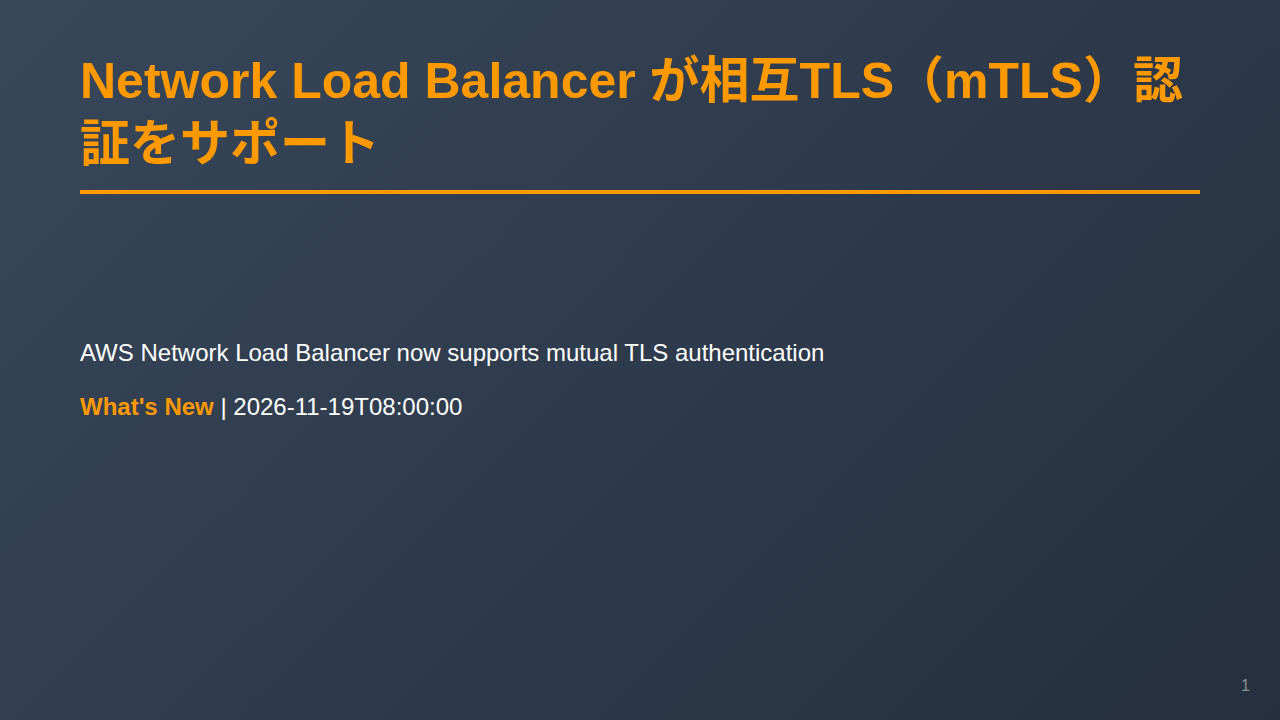 Network Load Balancer が相互TLS（mTLS）認
証をサポート
AWS Network Load Balancer now supports mutual TLS authentication
What's New | 2026-11-19T08:00:00
1